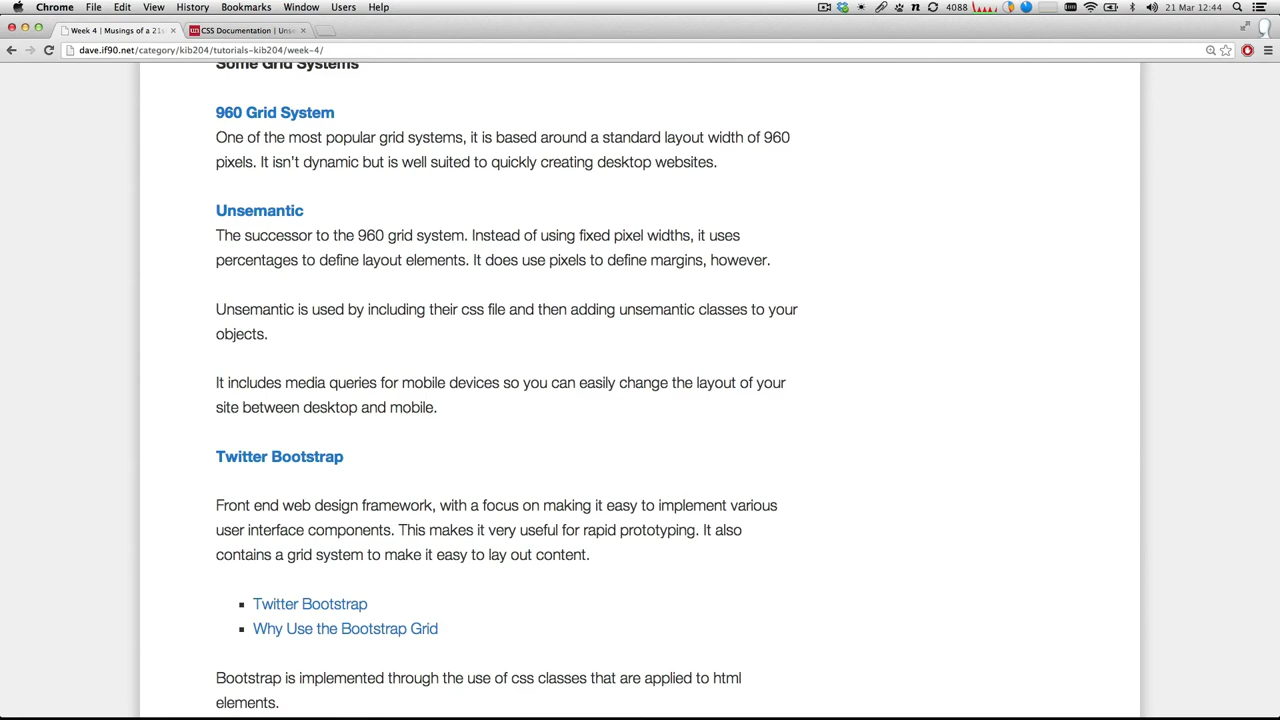 Chrome File Edit View History Bookmarks Window Users Help 4088 21 Mar 12:44
Week 4 | Musings of a 21s CSS Documentation | Unse
dave.if90.net/category/kib204/tutorials-kib204/week-4/
Some Grid Systems
960 Grid System
One of the most popular grid systems, it is based around a standard layout width of 960
pixels. It isn't dynamic but is well suited to quickly creating desktop websites.
Unsemantic
The successor to the 960 grid system. Instead of using fixed pixel widths, it uses
percentages to define layout elements. It does use pixels to define margins, however.
Unsemantic is used by including their css file and then adding unsemantic classes to your
objects.
It includes media queries for mobile devices so you can easily change the layout of your
site between desktop and mobile.
Twitter Bootstrap
Front end web design framework, with a focus on making it easy to implement various
user interface components. This makes it very useful for rapid prototyping. It also
contains a grid system to make it easy to lay out content.
Twitter Bootstrap
Why Use the Bootstrap Grid
Bootstrap is implemented through the use of css classes that are applied to html
elements.